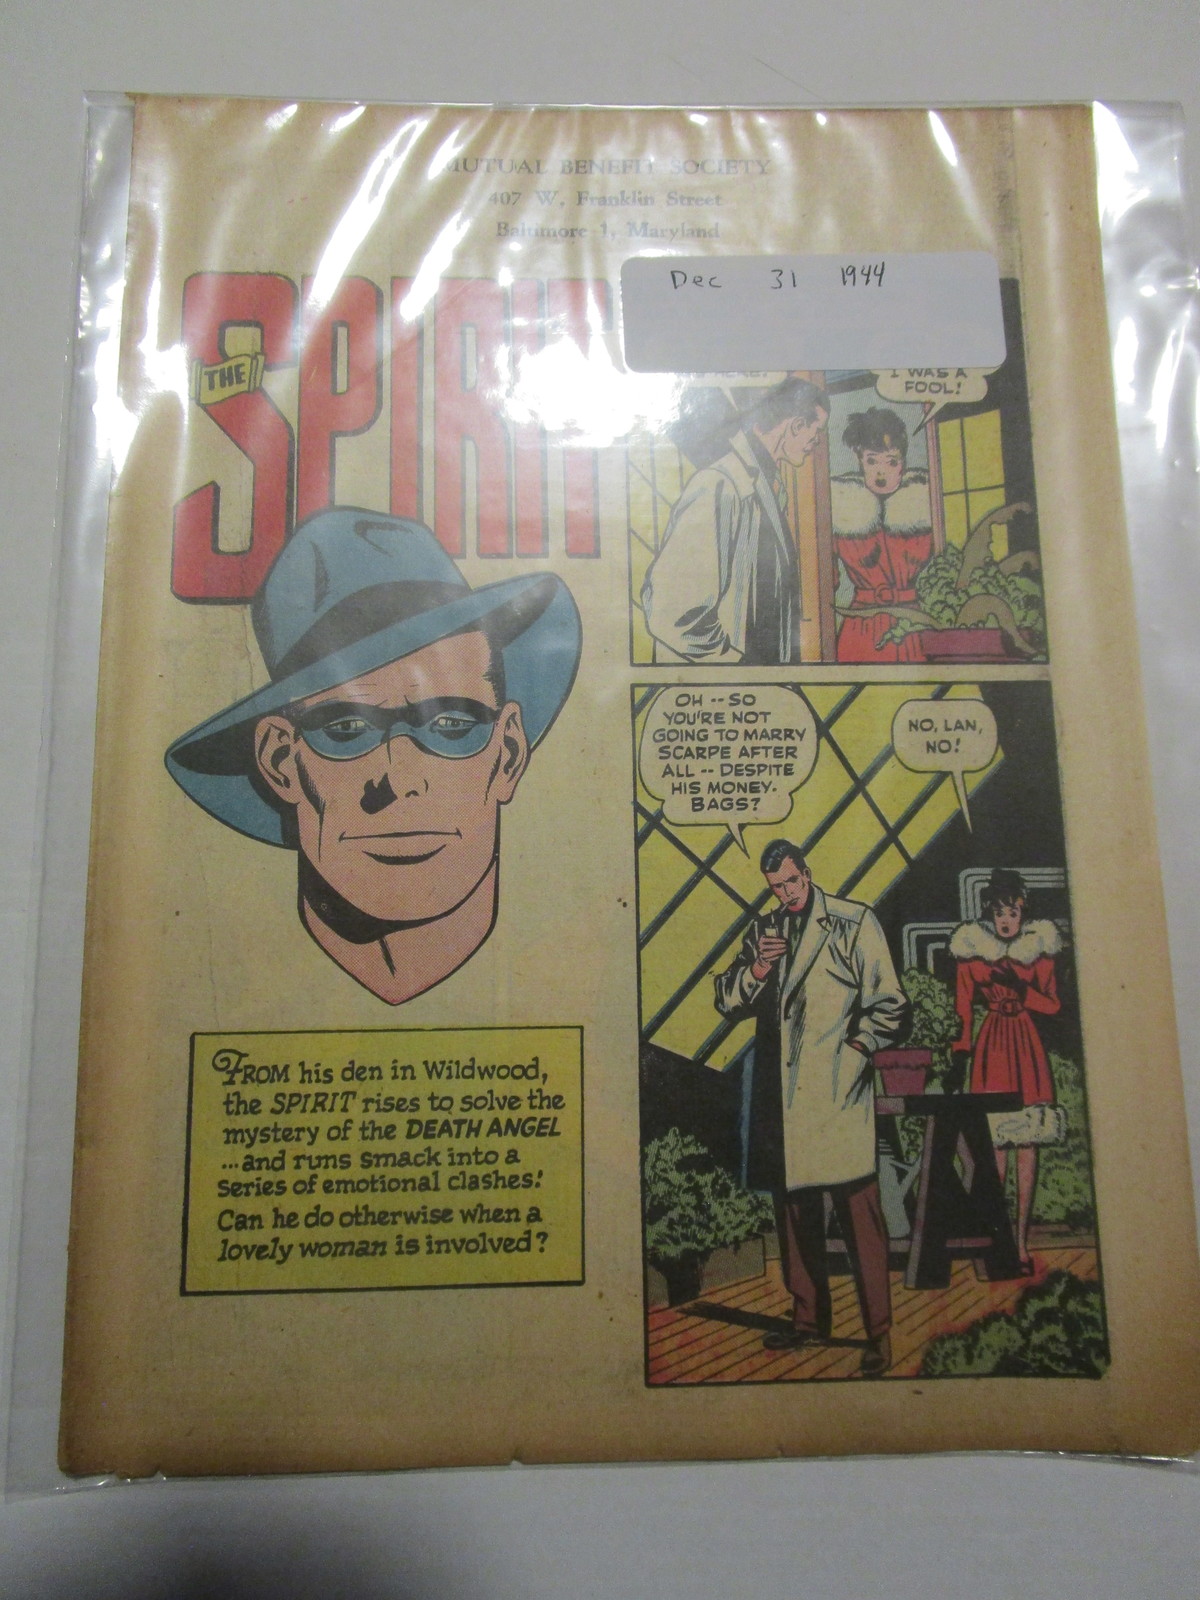 MUTUAL BENEFIT SOCIETY
407 W. Franklin Street
Baltimore 1, Maryland
Dec 31 1944
THE
SPIRIT
HERE.
I WAS A
FOOL!
OH -- SO
YOU'RE NOT
GOING TO MARRY
SCARPE AFTER
ALL -- DESPITE
HIS MONEY-
BAGS?
NO, LAN,
NO!
FROM his den in Wildwood,
the SPIRIT rises to solve the
mystery of the DEATH ANGEL
...and runs smack into a
series of emotional clashes!
Can he do otherwise when a
lovely woman is involved?